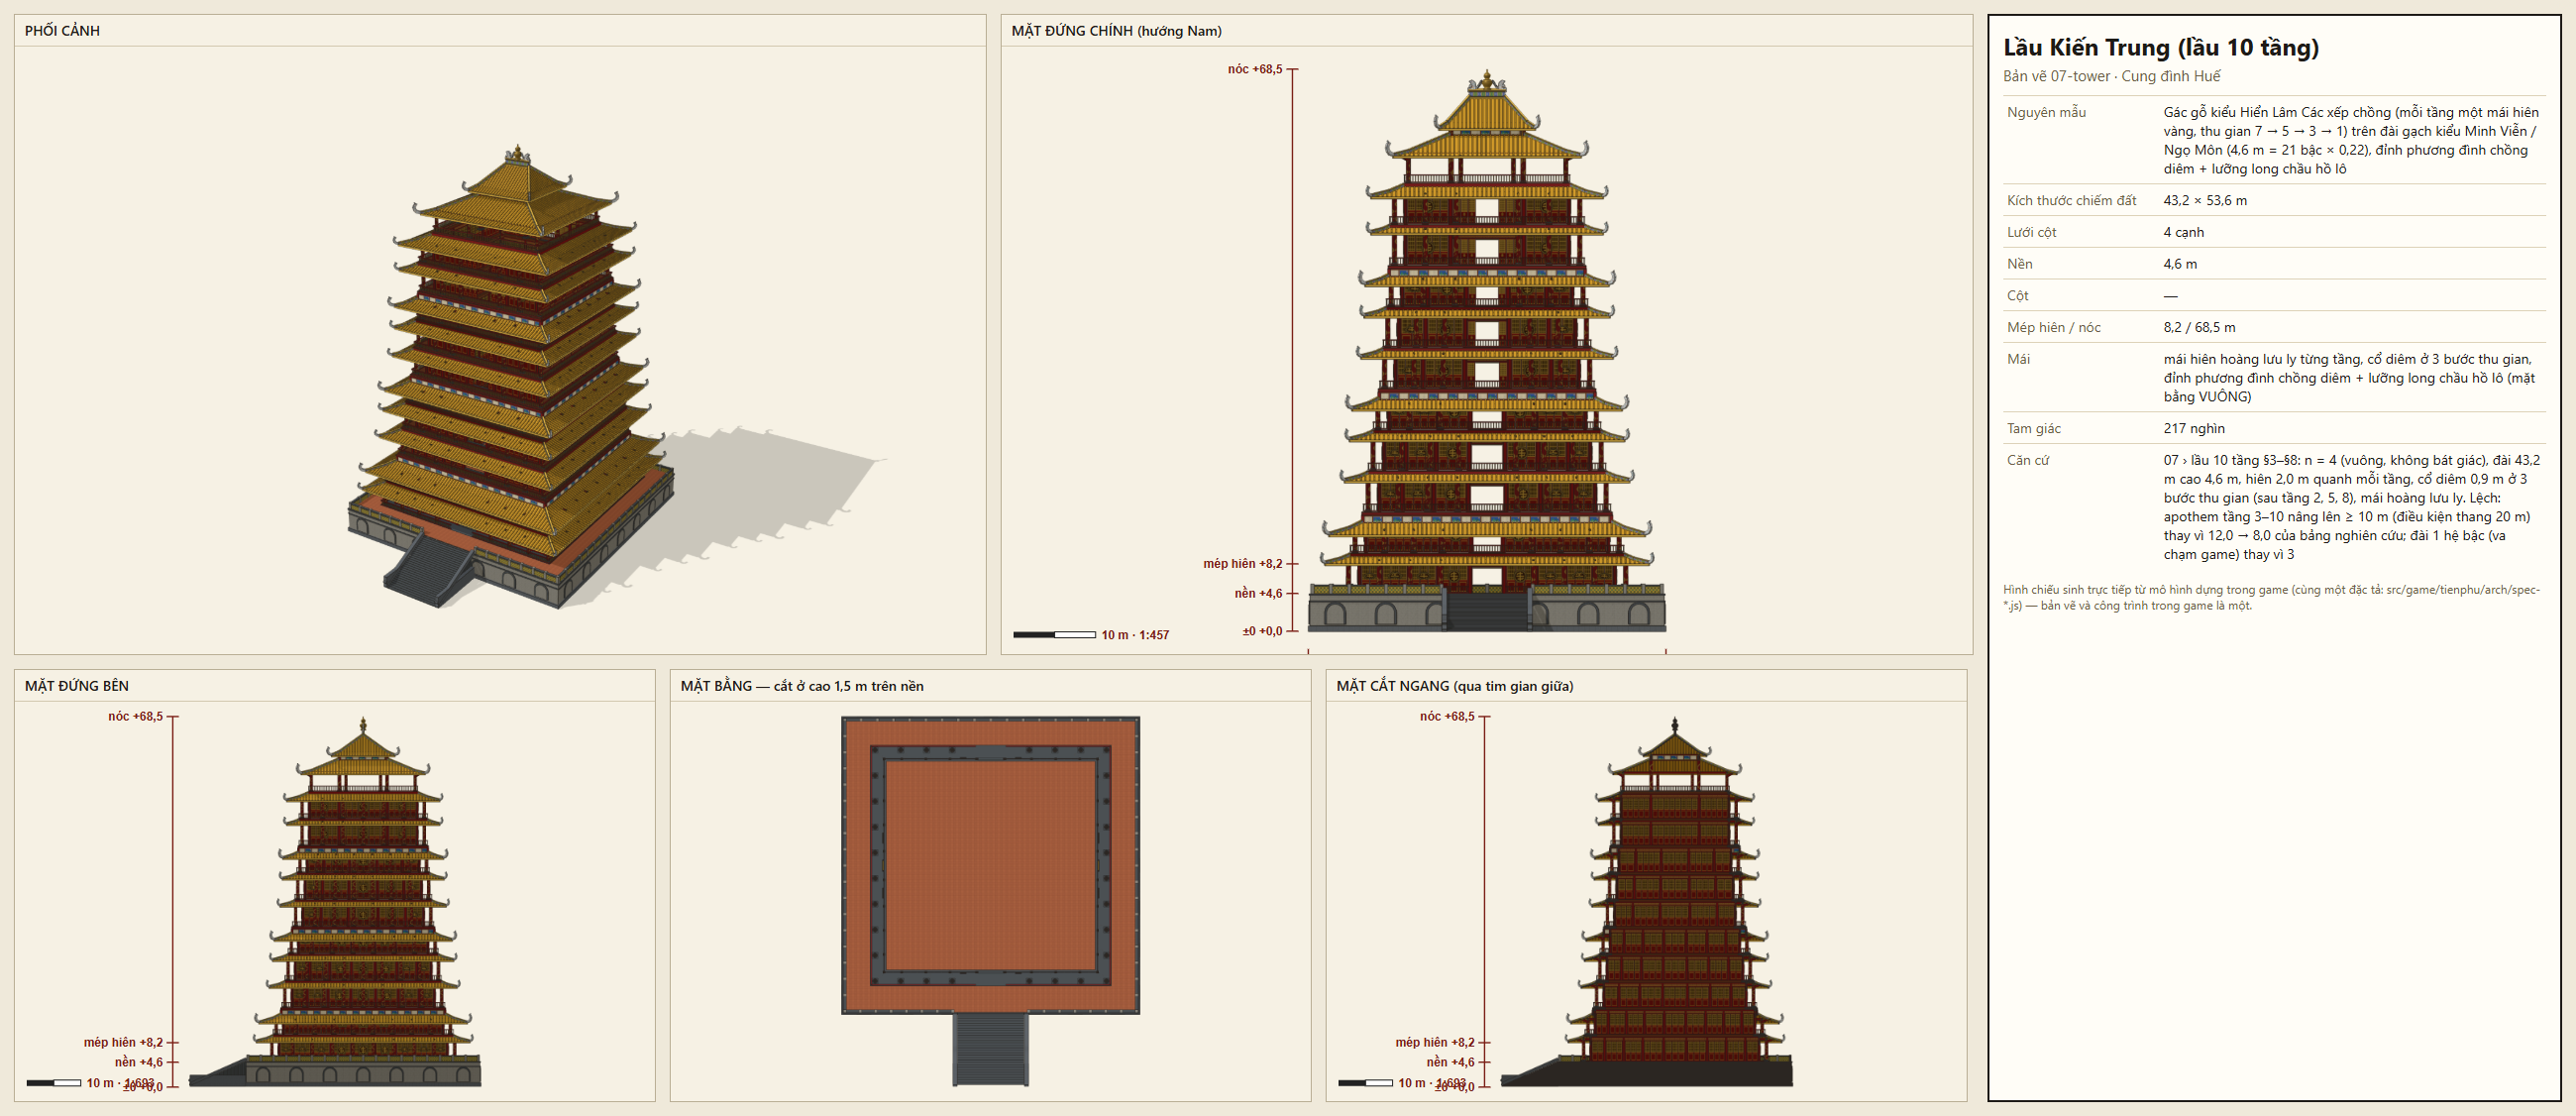 PHỐI CẢNH
MẶT ĐỨNG CHÍNH (hướng Nam)
nóc +68,5
mép hiên +8,2
nền +4,6
±0 +0,0
10 m · 1:457
MẶT ĐỨNG BÊN
nóc +68,5
mép hiên +8,2
nền +4,6
±0 +0,0
10 m · 1:693
MẶT BẰNG — cắt ở cao 1,5 m trên nền
MẶT CẮT NGANG (qua tim gian giữa)
nóc +68,5
mép hiên +8,2
nền +4,6
±0 +0,0
10 m · 1:693
Lầu Kiến Trung (lầu 10 tầng)
Bản vẽ 07-tower · Cung đình Huế
Nguyên mẫu
Gác gỗ kiểu Hiển Lâm Các xếp chồng (mỗi tầng một mái hiên
vàng, thu gian 7 → 5 → 3 → 1) trên đài gạch kiểu Minh Viễn /
Ngọ Môn (4,6 m = 21 bậc × 0,22), đỉnh phương đình chồng
diêm + lưỡng long chầu hồ lô
Kích thước chiếm đất
43,2 × 53,6 m
Lưới cột
4 cạnh
Nền
4,6 m
Cột
—
Mép hiên / nóc
8,2 / 68,5 m
Mái
mái hiên hoàng lưu ly từng tầng, cổ diêm ở 3 bước thu gian,
đỉnh phương đình chồng diêm + lưỡng long chầu hồ lô (mặt
bằng VUÔNG)
Tam giác
217 nghìn
Căn cứ
07 › lầu 10 tầng §3–§8: n = 4 (vuông, không bát giác), đài 43,2
m cao 4,6 m, hiên 2,0 m quanh mỗi tầng, cổ diêm 0,9 m ở 3
bước thu gian (sau tầng 2, 5, 8), mái hoàng lưu ly. Lệch:
apothem tầng 3–10 nâng lên ≥ 10 m (điều kiện thang 20 m)
thay vì 12,0 → 8,0 của bảng nghiên cứu; đài 1 hệ bậc (va
chạm game) thay vì 3
Hình chiếu sinh trực tiếp từ mô hình dựng trong game (cùng một đặc tả: src/game/tienphu/arch/spec-
*.js) — bản vẽ và công trình trong game là một.